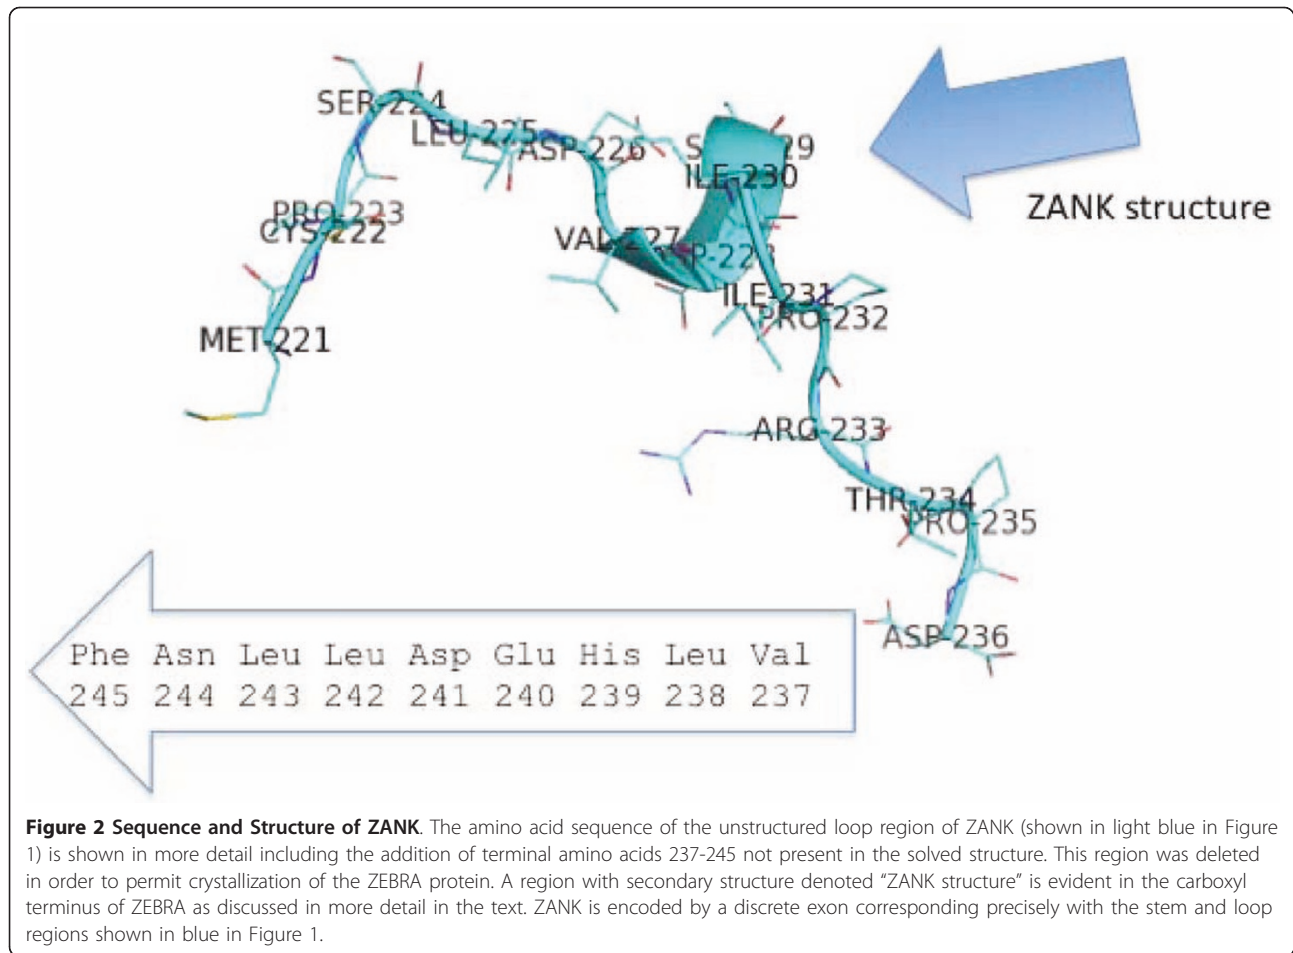 SER-224
LEU-225
ASP-226
ILE-230
ZANK structure
PRO-223
CYS-222
VAL-227
ILE-231
PRO-232
MET-221
ARG-233
THR-234
PRO-235
ASP-236
Phe Asn Leu Leu Asp Glu His Leu Val
245 244 243 242 241 240 239 238 237
Figure 2 Sequence and Structure of ZANK. The amino acid sequence of the unstructured loop region of ZANK (shown in light blue in Figure
1) is shown in more detail including the addition of terminal amino acids 237-245 not present in the solved structure. This region was deleted
in order to permit crystallization of the ZEBRA protein. A region with secondary structure denoted “ZANK structure” is evident in the carboxyl
terminus of ZEBRA as discussed in more detail in the text. ZANK is encoded by a discrete exon corresponding precisely with the stem and loop
regions shown in blue in Figure 1.